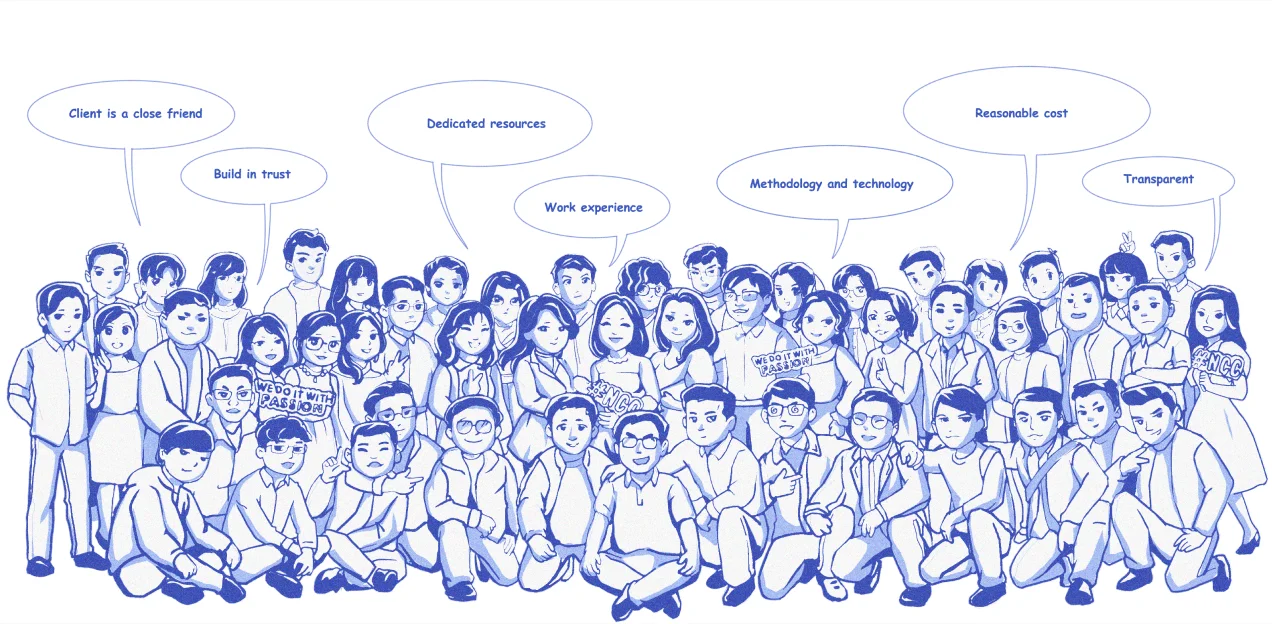 Client is a close friend
Build in trust
Dedicated resources
Work experience
Methodology and technology
Reasonable cost
Transparent
WE DO IT WITH
PASSION
#NCC
WE DO IT WITH
PASSION
#NCC